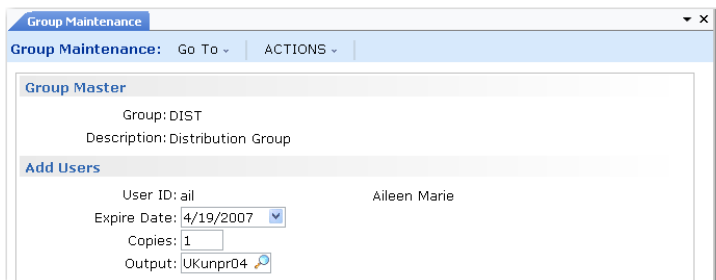 Group Maintenance
Group Maintenance: Go To ACTIONS
Group Master
Group: DIST
Description: Distribution Group
Add Users
User ID: ail Aileen Marie
Expire Date: 4/19/2007
Copies: 1
Output: UKunpr04